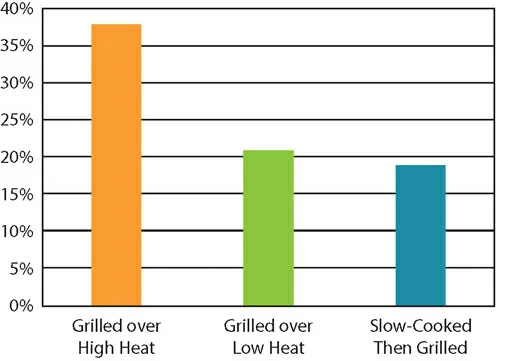 40%
35%
30%
25%
20%
15%
10%
5%
0%
Grilled over
High Heat
Grilled over
Low Heat
Slow-Cooked
Then Grilled